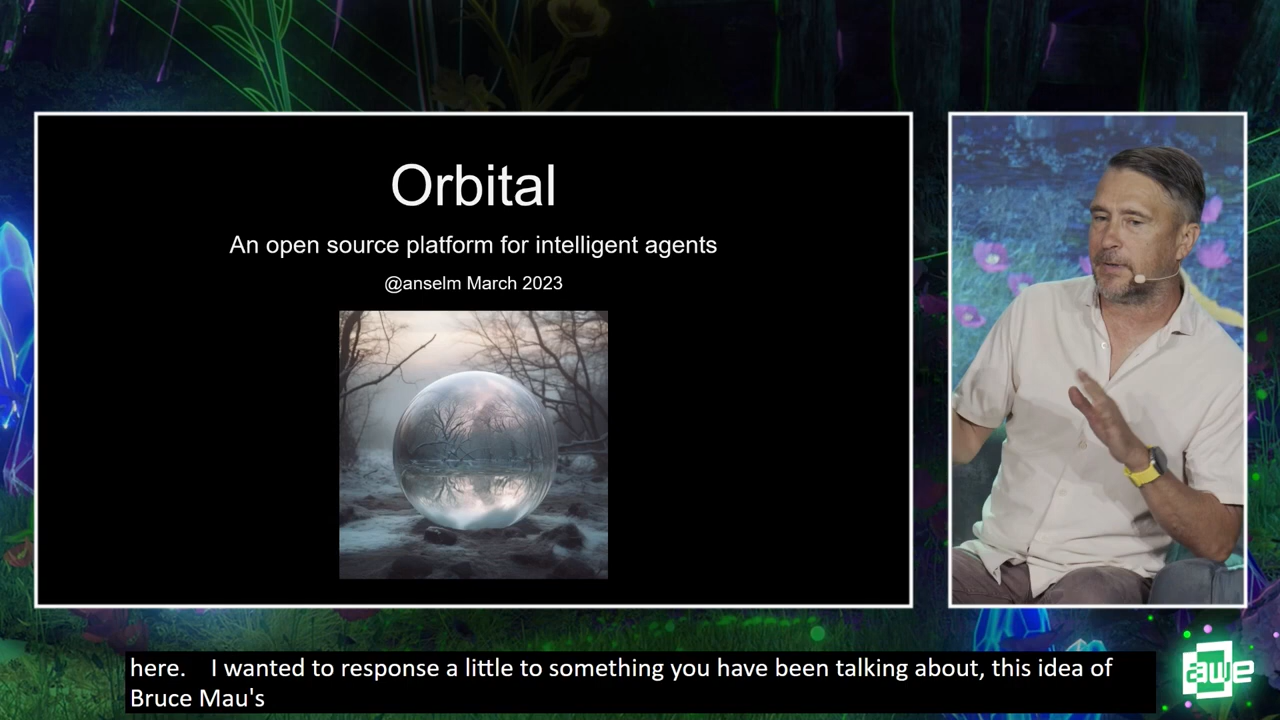 Orbital
An open source platform for intelligent agents
@anselm March 2023
here. I wanted to response a little to something you have been talking about, this idea of
Bruce Mau's
awe